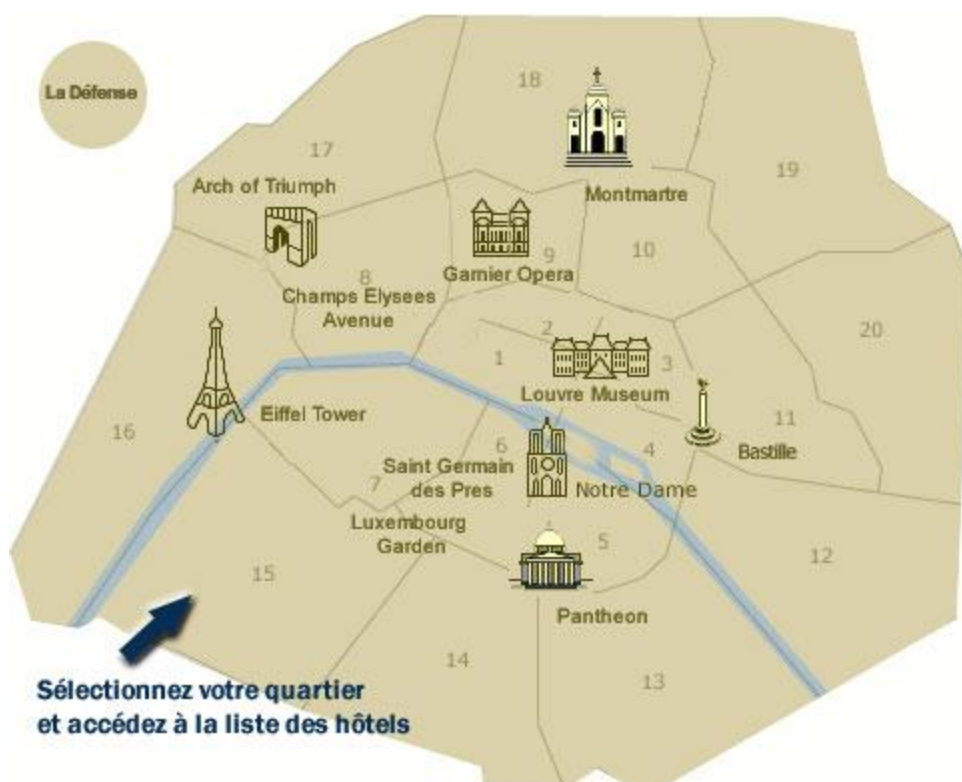 La Défense
18
17
19
Arch of Triumph
Montmartre
10
9
Garnier Opera
8
Champs Elysees
Avenue
2
20
1
3
Louvre Museum
Eiffel Tower
11
16
6
4
Bastille
Saint Germain
des Pres
7
Notre Dame
Luxembourg
Garden
5
12
15
Pantheon
14
13
Sélectionnez votre quartier
et accédez à la liste des hôtels